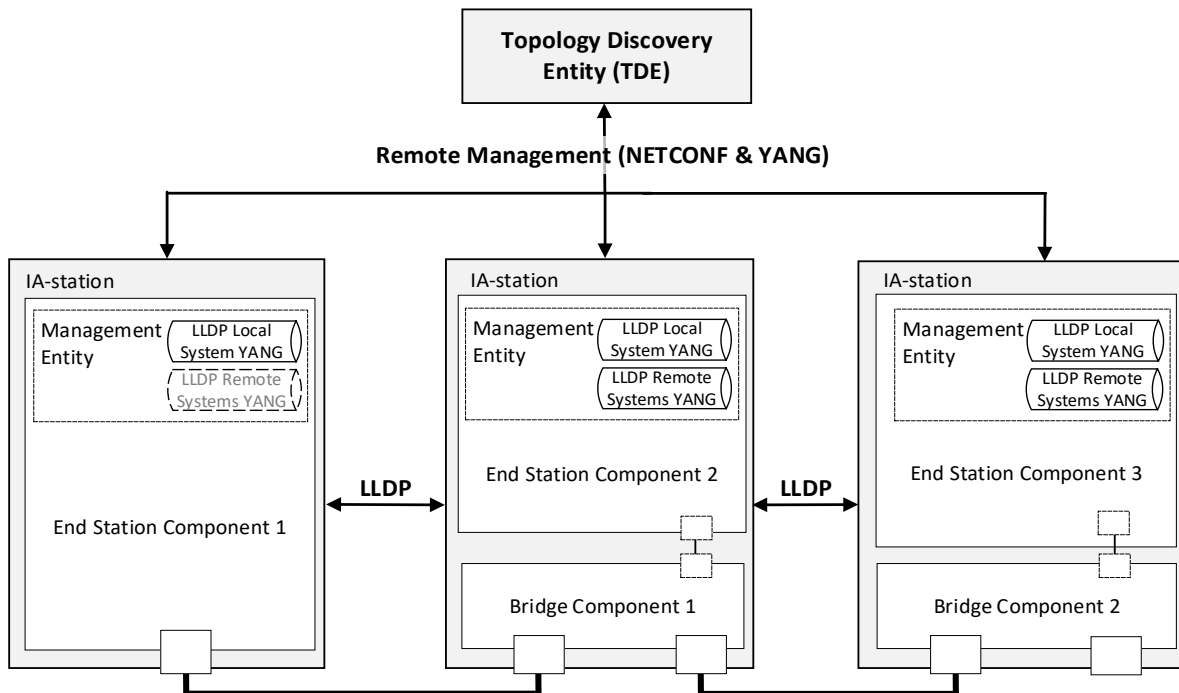 Topology Discovery
Entity (TDE)
Remote Management (NETCONF & YANG)
IA-station
Management
Entity
LLDP Local
System YANG
LLDP Remote
Systems YANG
End Station Component 1
LLDP
IA-station
Management
Entity
LLDP Local
System YANG
LLDP Remote
Systems YANG
End Station Component 2
Bridge Component 1
LLDP
IA-station
Management
Entity
LLDP Local
System YANG
LLDP Remote
Systems YANG
End Station Component 3
Bridge Component 2